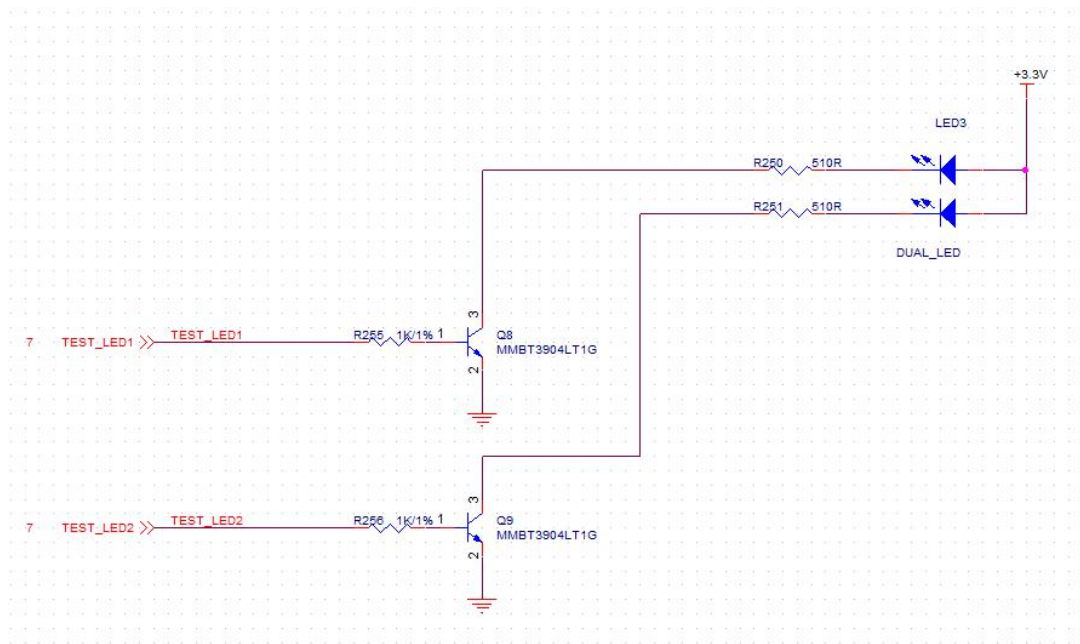 +3.3V
LED3
R250 510R
R251 510R
DUAL_LED
3
7 TEST_LED1 TEST_LED1 R255 1K/1% 1 Q8
MMBT3904LT1G
2
3
7 TEST_LED2 TEST_LED2 R256 1K/1% 1 Q9
MMBT3904LT1G
2